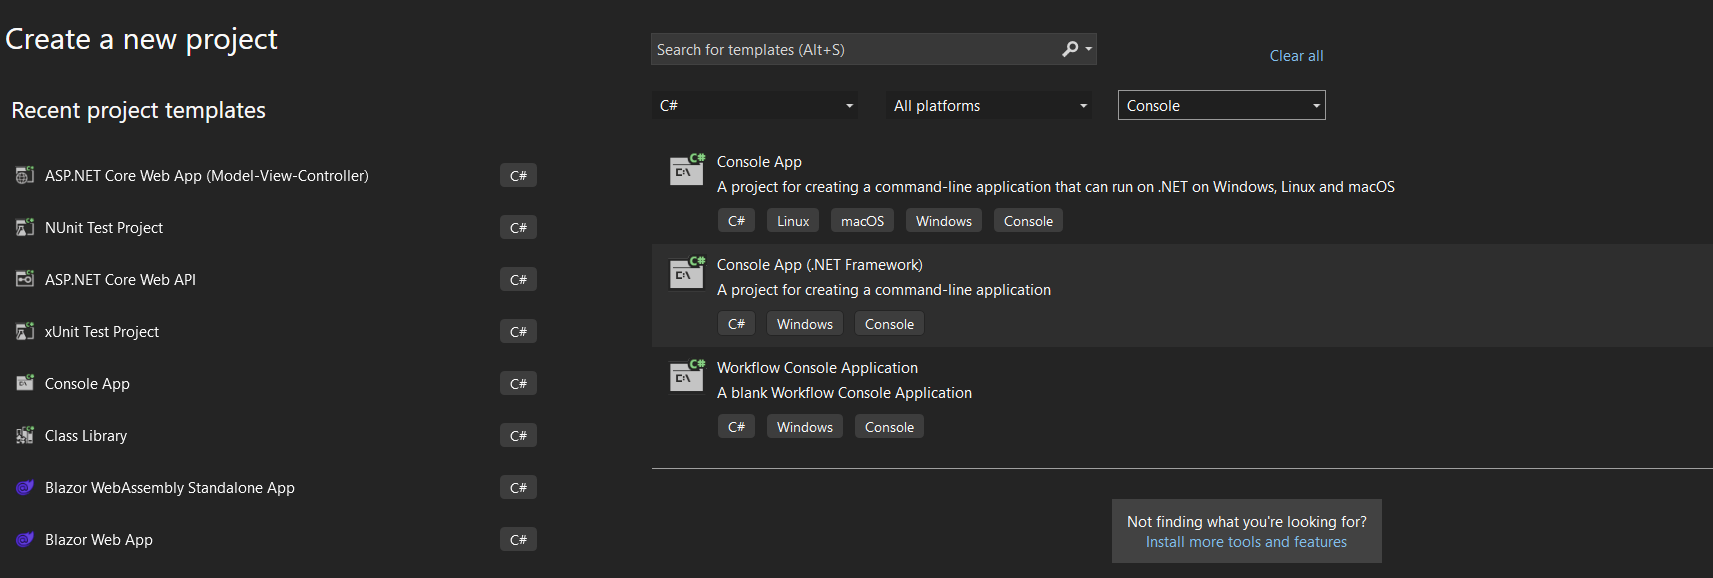 Create a new project
Recent project templates
ASP.NET Core Web App (Model-View-Controller) C#
NUnit Test Project C#
ASP.NET Core Web API C#
xUnit Test Project C#
Console App C#
Class Library C#
Blazor WebAssembly Standalone App C#
Blazor Web App C#
Search for templates (Alt+S)
Clear all
C# All platforms Console
Console App
A project for creating a command-line application that can run on .NET on Windows, Linux and macOS
C# Linux macOS Windows Console
Console App (.NET Framework)
A project for creating a command-line application
C# Windows Console
Workflow Console Application
A blank Workflow Console Application
C# Windows Console
Not finding what you're looking for?
Install more tools and features